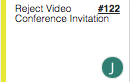 Reject Video #122
Conference Invitation
J